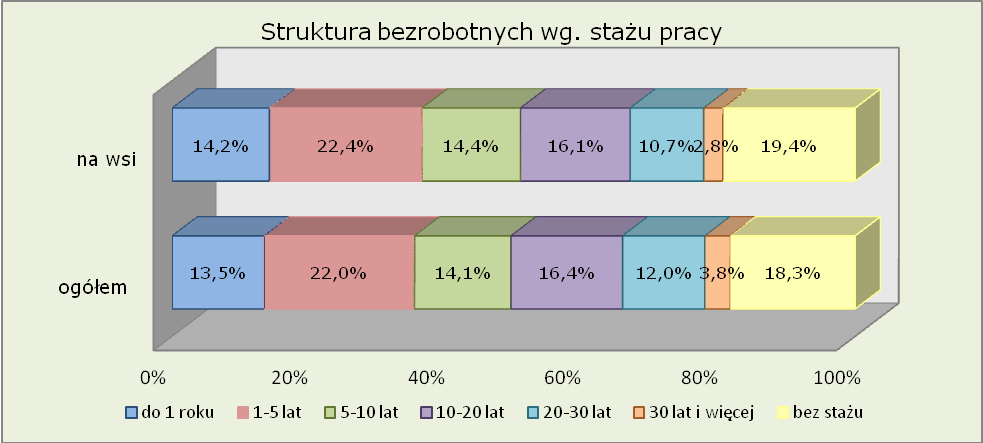 Struktura bezrobotnych wg. stażu pracy
na wsi 14,2% 22,4% 14,4% 16,1% 10,7% 2,8% 19,4%
ogółem 13,5% 22,0% 14,1% 16,4% 12,0% 3,8% 18,3%
0% 20% 40% 60% 80% 100%
do 1 roku 1-5 lat 5-10 lat 10-20 lat 20-30 lat 30 lat i więcej bez stażu